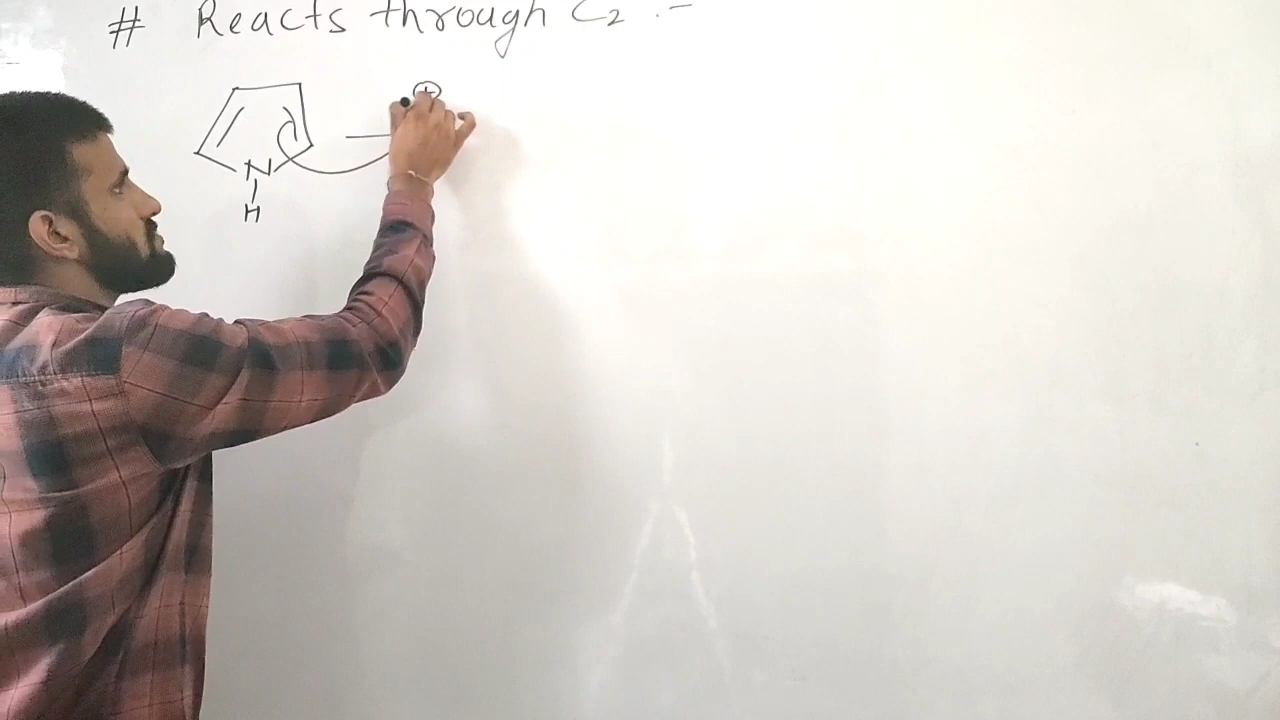 # Reacts through C₂ :-
+
N
H